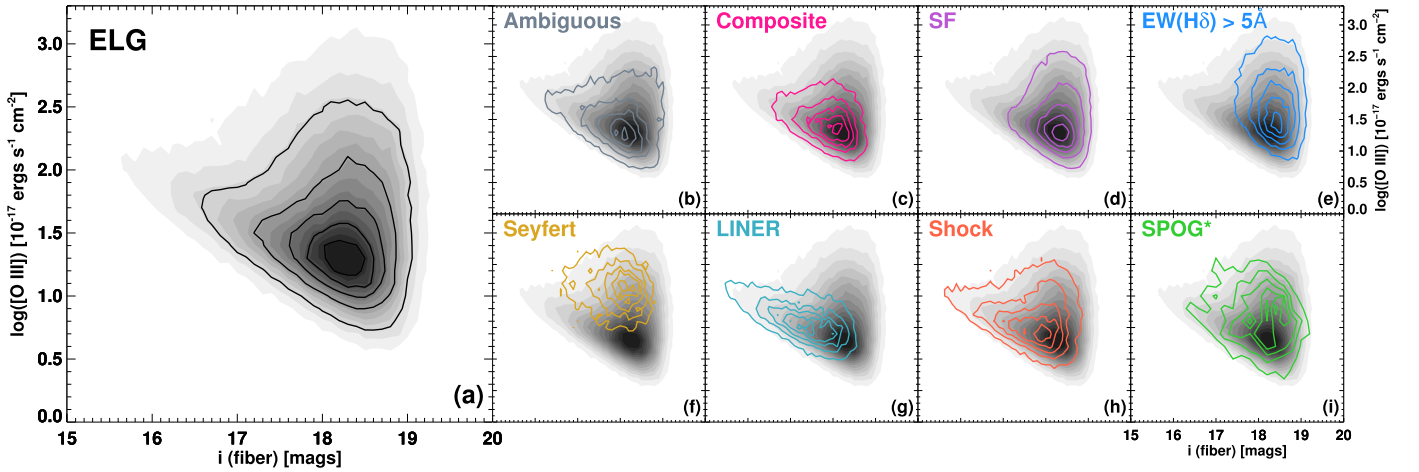 ELG
(a)
log([O III]) [10⁻¹⁷ ergs s⁻¹ cm⁻²]
3.0
2.5
2.0
1.5
1.0
0.5
0.0
15 16 17 18 19 20
i (fiber) [mags]
Ambiguous
(b)
Composite
(c)
SF
(d)
EW(Hδ) > 5Å
(e)
3.0
2.5
2.0
1.5
1.0
0.5
0.0
log([O III]) [10⁻¹⁷ ergs s⁻¹ cm⁻²]
Seyfert
(f)
LINER
(g)
Shock
(h)
SPOG*
(i)
15 16 17 18 19 20
i (fiber) [mags]